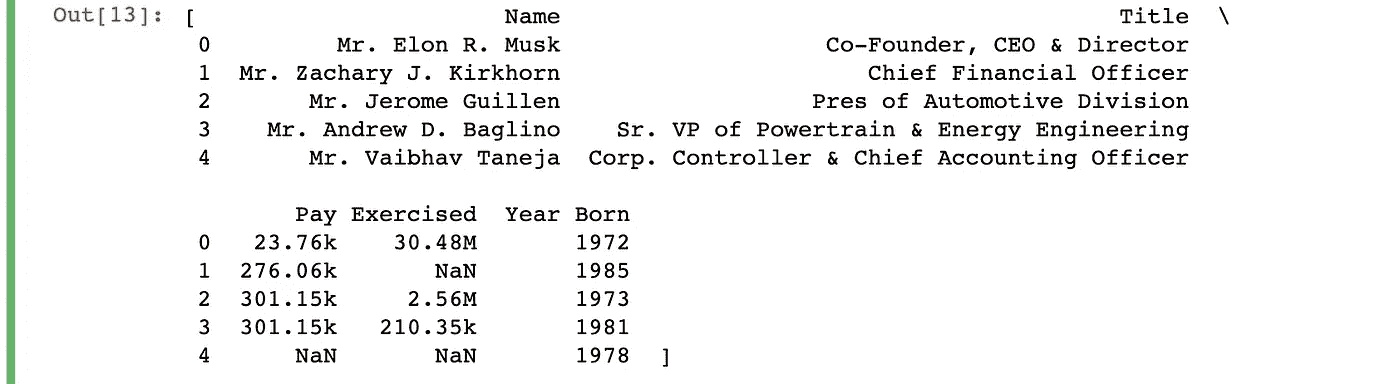 Out[13]: [ Name Title \
0 Mr. Elon R. Musk Co-Founder, CEO & Director
1 Mr. Zachary J. Kirkhorn Chief Financial Officer
2 Mr. Jerome Guillen Pres of Automotive Division
3 Mr. Andrew D. Baglino Sr. VP of Powertrain & Energy Engineering
4 Mr. Vaibhav Taneja Corp. Controller & Chief Accounting Officer
Pay Exercised Year Born
0 23.76k 30.48M 1972
1 276.06k NaN 1985
2 301.15k 2.56M 1973
3 301.15k 210.35k 1981
4 NaN NaN 1978 ]